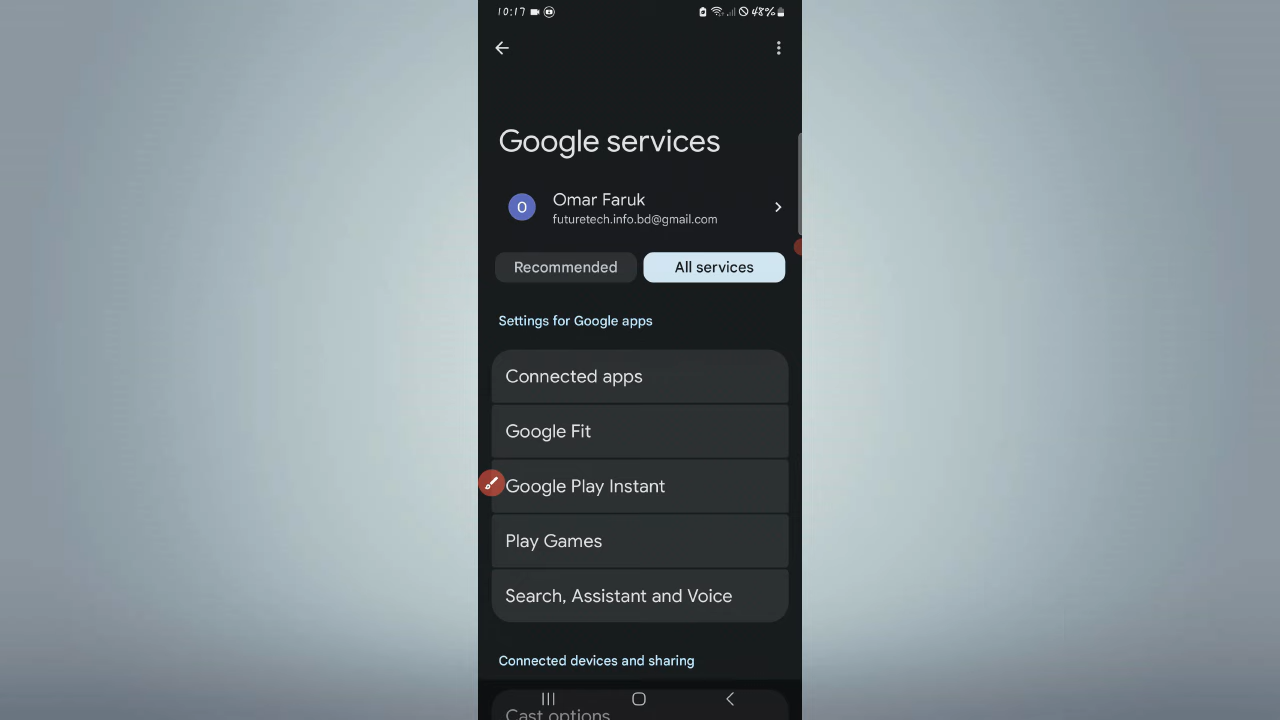 10:17
48%
Google services
O
Omar Faruk
futuretech.info.bd@gmail.com
Recommended
All services
Settings for Google apps
Connected apps
Google Fit
Google Play Instant
Play Games
Search, Assistant and Voice
Connected devices and sharing
Cast options